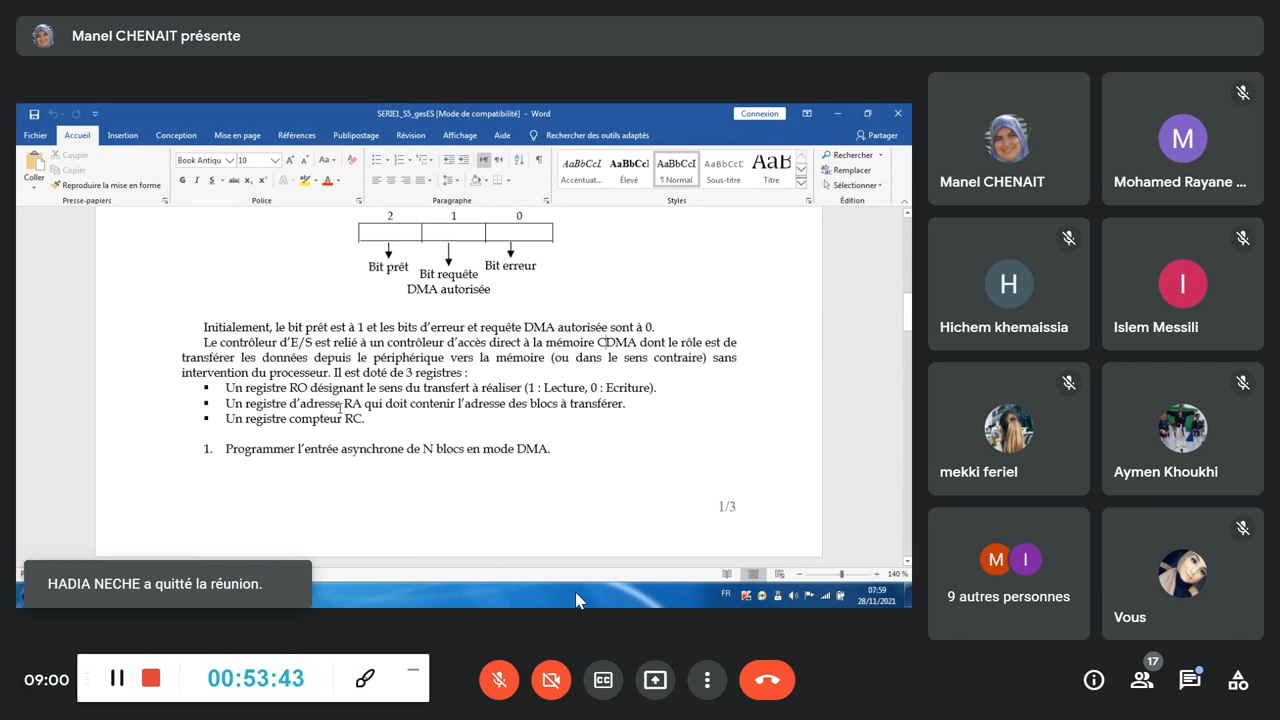 Manel CHENAIT présente
SERIE1_S5_gesES [Mode de compatibilité] - Word
Connexion
Fichier Accueil Insertion Conception Mise en page Références Publipostage Révision Affichage Aide Rechercher des outils adaptés Partager
Coller
Couper
Copier
Reproduire la mise en forme
Presse-papiers
Book Antiqu 10
G I S abc x₂ x²
Police
Paragraphe
AaBbCcI AaBbCcI AaBbCcI AaBbCcI AaBb
Accentuat... Élevé ¶ Normal Sous-titre Titre
Styles
Rechercher
Remplacer
Sélectionner
Édition
2 1 0
Bit prêt Bit requête Bit erreur
DMA autorisée
Initialement, le bit prêt est à 1 et les bits d'erreur et requête DMA autorisée sont à 0.
Le contrôleur d'E/S est relié à un contrôleur d'accès direct à la mémoire CDMA dont le rôle est de
transférer les données depuis le périphérique vers la mémoire (ou dans le sens contraire) sans
intervention du processeur. Il est doté de 3 registres :
▪ Un registre RO désignant le sens du transfert à réaliser (1 : Lecture, 0 : Ecriture).
▪ Un registre d'adresse RA qui doit contenir l'adresse des blocs à transférer.
▪ Un registre compteur RC.
1. Programmer l'entrée asynchrone de N blocs en mode DMA.
1/3
140 %
FR
07:59
28/11/2021
HADIA NECHE a quitté la réunion.
Manel CHENAIT
M
Mohamed Rayane ...
H
Hichem khemaissia
I
Islem Messili
mekki feriel
Aymen Khoukhi
M I
9 autres personnes
Vous
09:00
00:53:43
17